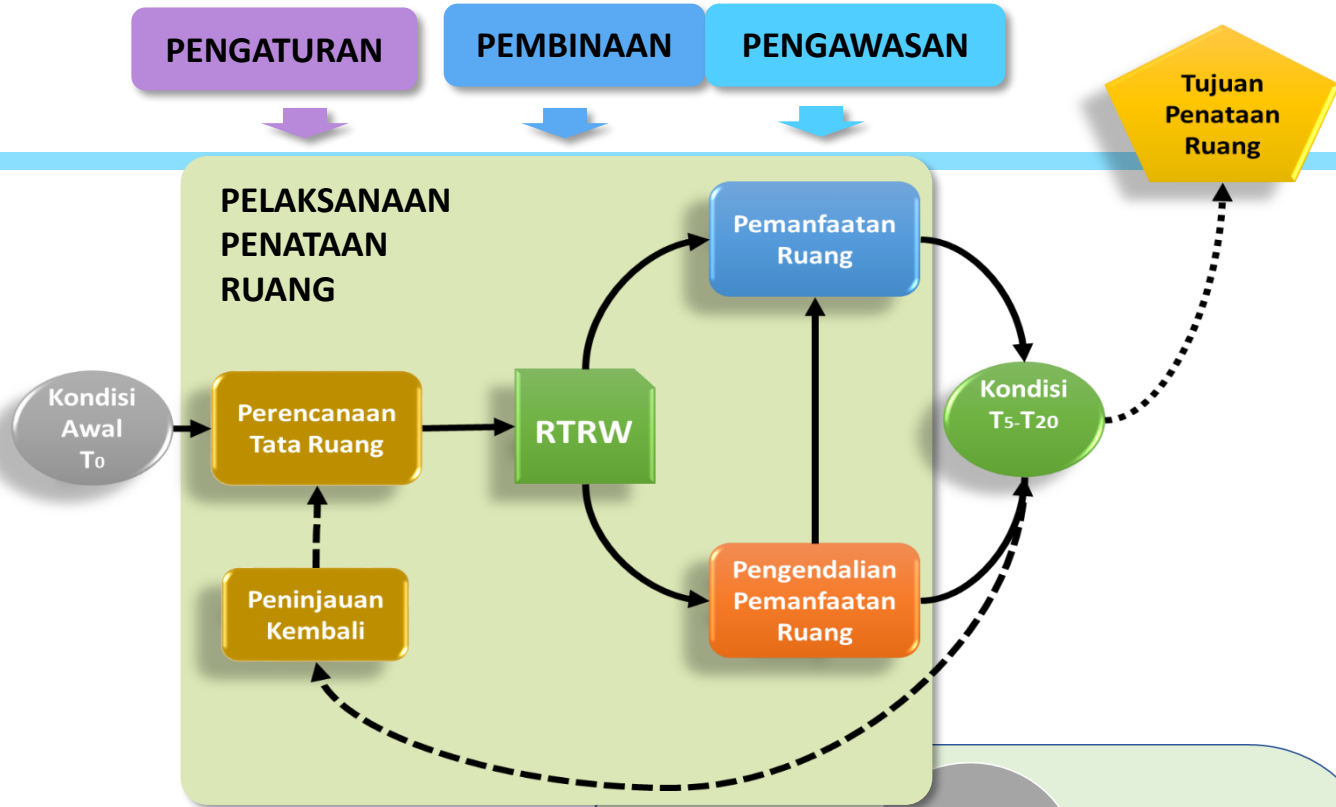 PENGATURAN
PEMBINAAN
PENGAWASAN
Tujuan
Penataan
Ruang
PELAKSANAAN
PENATAAN
RUANG
Pemanfaatan
Ruang
Kondisi
Awal
T0
Perencanaan
Tata Ruang
RTRW
Kondisi
T5-T20
Peninjauan
Kembali
Pengendalian
Pemanfaatan
Ruang